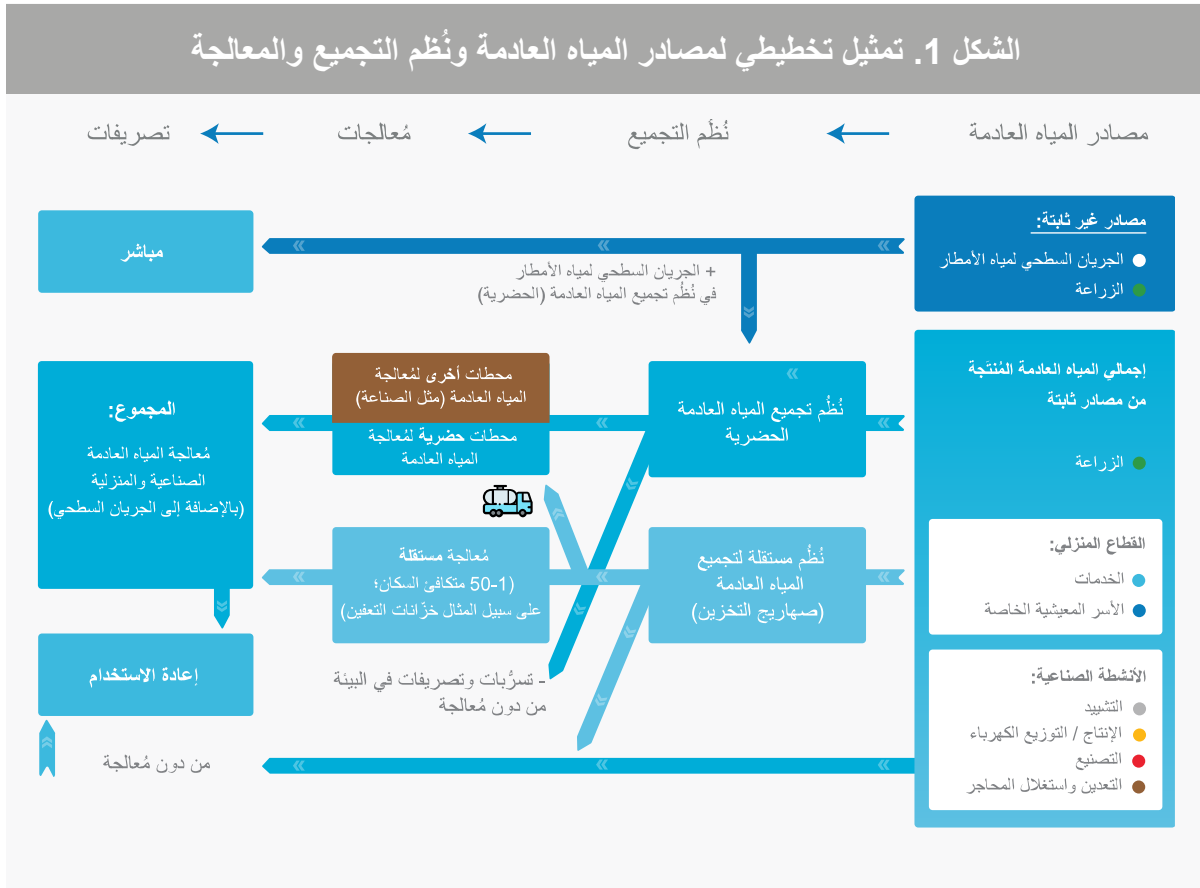 الشكل 1. تمثيل تخطيطي لمصادر المياه العادمة ونُظم التجميع والمعالجة
مصادر المياه العادمة
نُظُم التجميع
مُعالجات
تصريفات
مصادر غير ثابتة:
الجريان السطحي لمياه الأمطار
الزراعة
مباشر
+ الجريان السطحي لمياه الأمطار
في نُظُم تجميع المياه العادمة (الحضرية)
إجمالي المياه العادمة المُنتَجة
من مصادر ثابتة
الزراعة
القطاع المنزلي:
الخدمات
الأسر المعيشية الخاصة
الأنشطة الصناعية:
التشييد
الإنتاج / التوزيع الكهرباء
التصنيع
التعدين واستغلال المحاجر
نُظُم تجميع المياه العادمة
الحضرية
محطات أخرى لمُعالجة
المياه العادمة (مثل الصناعة)
محطات حضرية لمُعالجة
المياه العادمة
المجموع:
مُعالجة المياه العادمة
الصناعية والمنزلية
(بالإضافة إلى الجريان السطحي)
نُظُم مستقلة لتجميع
المياه العادمة
(صهاريج التخزين)
مُعالجة مستقلة
(1-50 متكافئ السكان؛
على سبيل المثال خزّانات التعفين)
إعادة الاستخدام
- تسرُّبات وتصريفات في البيئة
من دون مُعالجة
من دون مُعالجة